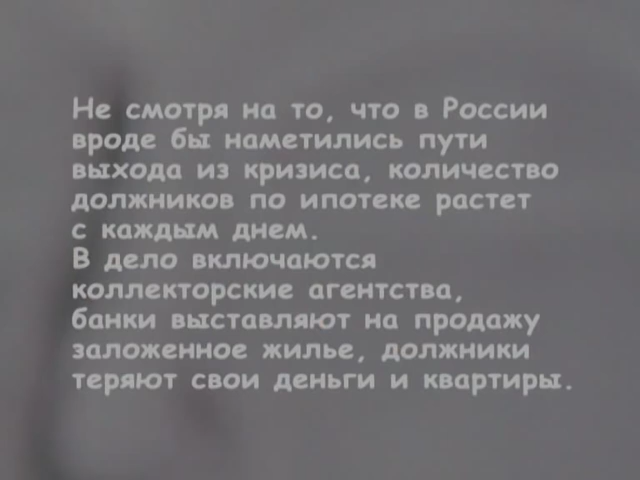 Не смотря на то, что в России
вроде бы наметились пути
выхода из кризиса, количество
должников по ипотеке растет
с каждым днем.
В дело включаются
коллекторские агентства,
банки выставляют на продажу
заложенное жилье, должники
теряют свои деньги и квартиры.